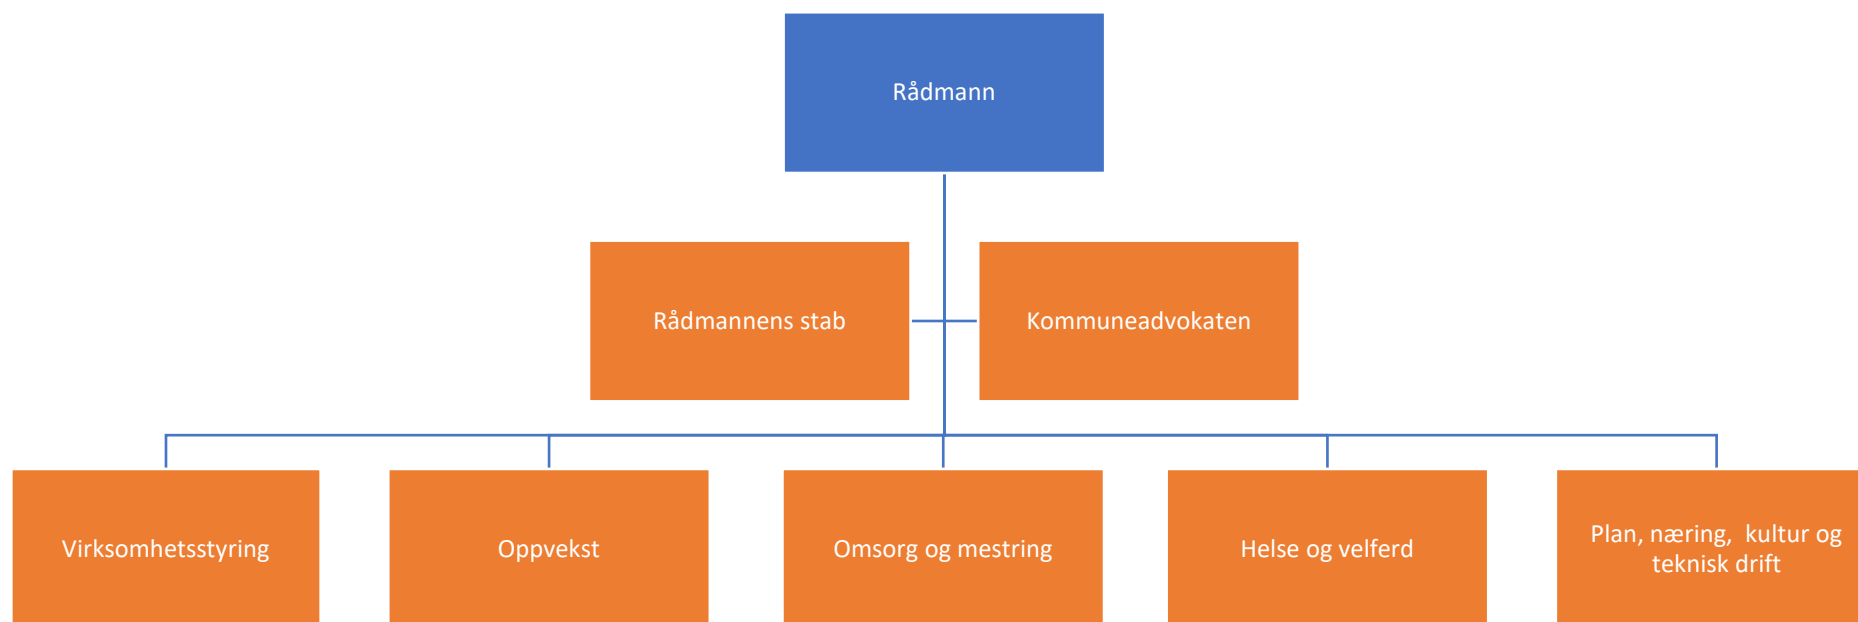 Rådmann
Rådmannens stab
Kommuneadvokaten
Virksomhetsstyring
Oppvekst
Omsorg og mestring
Helse og velferd
Plan, næring,  kultur og
teknisk drift